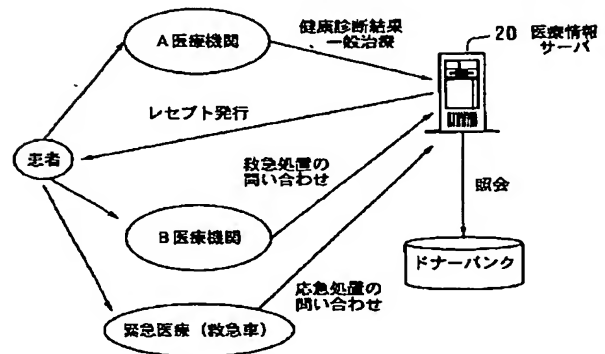 A医療機関
健康診断結果
一般治療
20 医療情報
サーバ
レセプト発行
患者
救急処置の
問い合わせ
照会
B医療機関
ドナーバンク
応急処置の
問い合わせ
緊急医療（救急車）